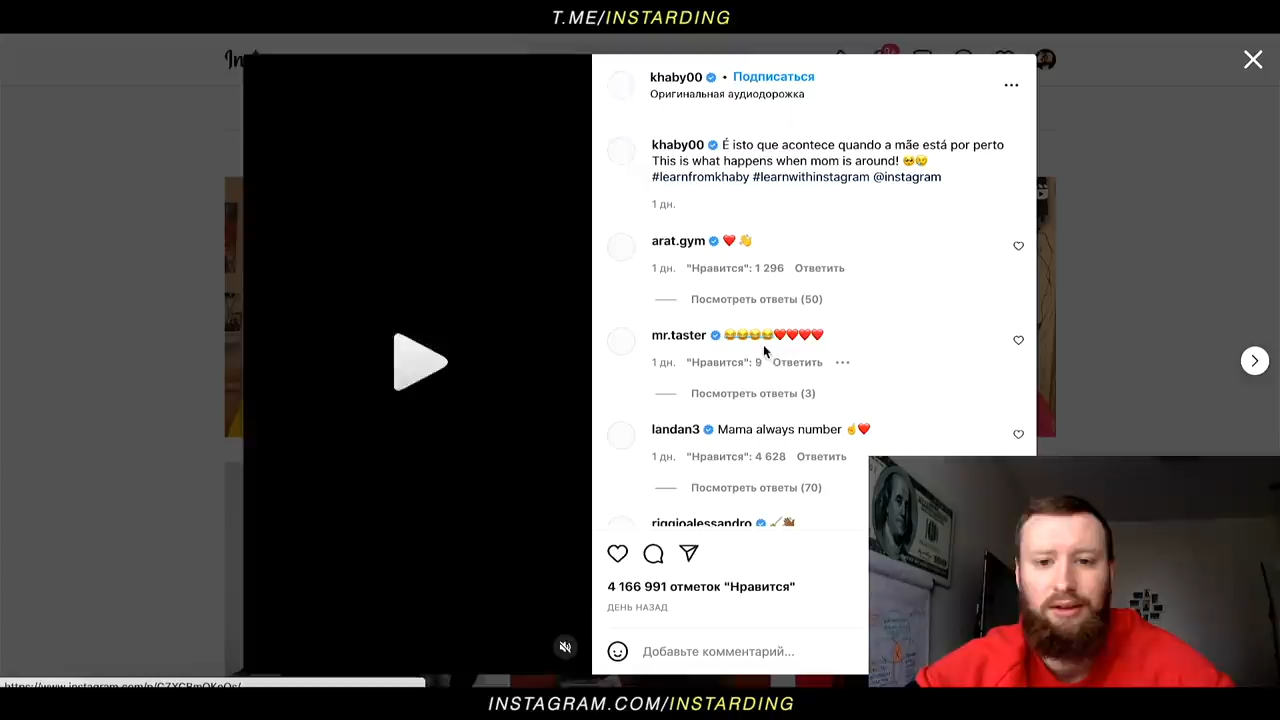 T.ME/INSTARDING
khaby00 • Подписаться
Оригинальная аудиодорожка
khaby00 É isto que acontece quando a mãe está por perto
This is what happens when mom is around! 🥺😢
#learnfromkhaby #learnwithinstagram @instagram
1 дн.
arat.gym ❤️ 👏
1 дн. "Нравится": 1 296 Ответить
Посмотреть ответы (50)
mr.taster 😂😂😂😂❤️❤️❤️❤️
1 дн. "Нравится": 9 Ответить
Посмотреть ответы (3)
landan3 Mama always number ☝️❤️
1 дн. "Нравится": 4 628 Ответить
Посмотреть ответы (70)
riggioalessandro
4 166 991 отметок "Нравится"
ДЕНЬ НАЗАД
Добавьте комментарий...
INSTAGRAM.COM/INSTARDING